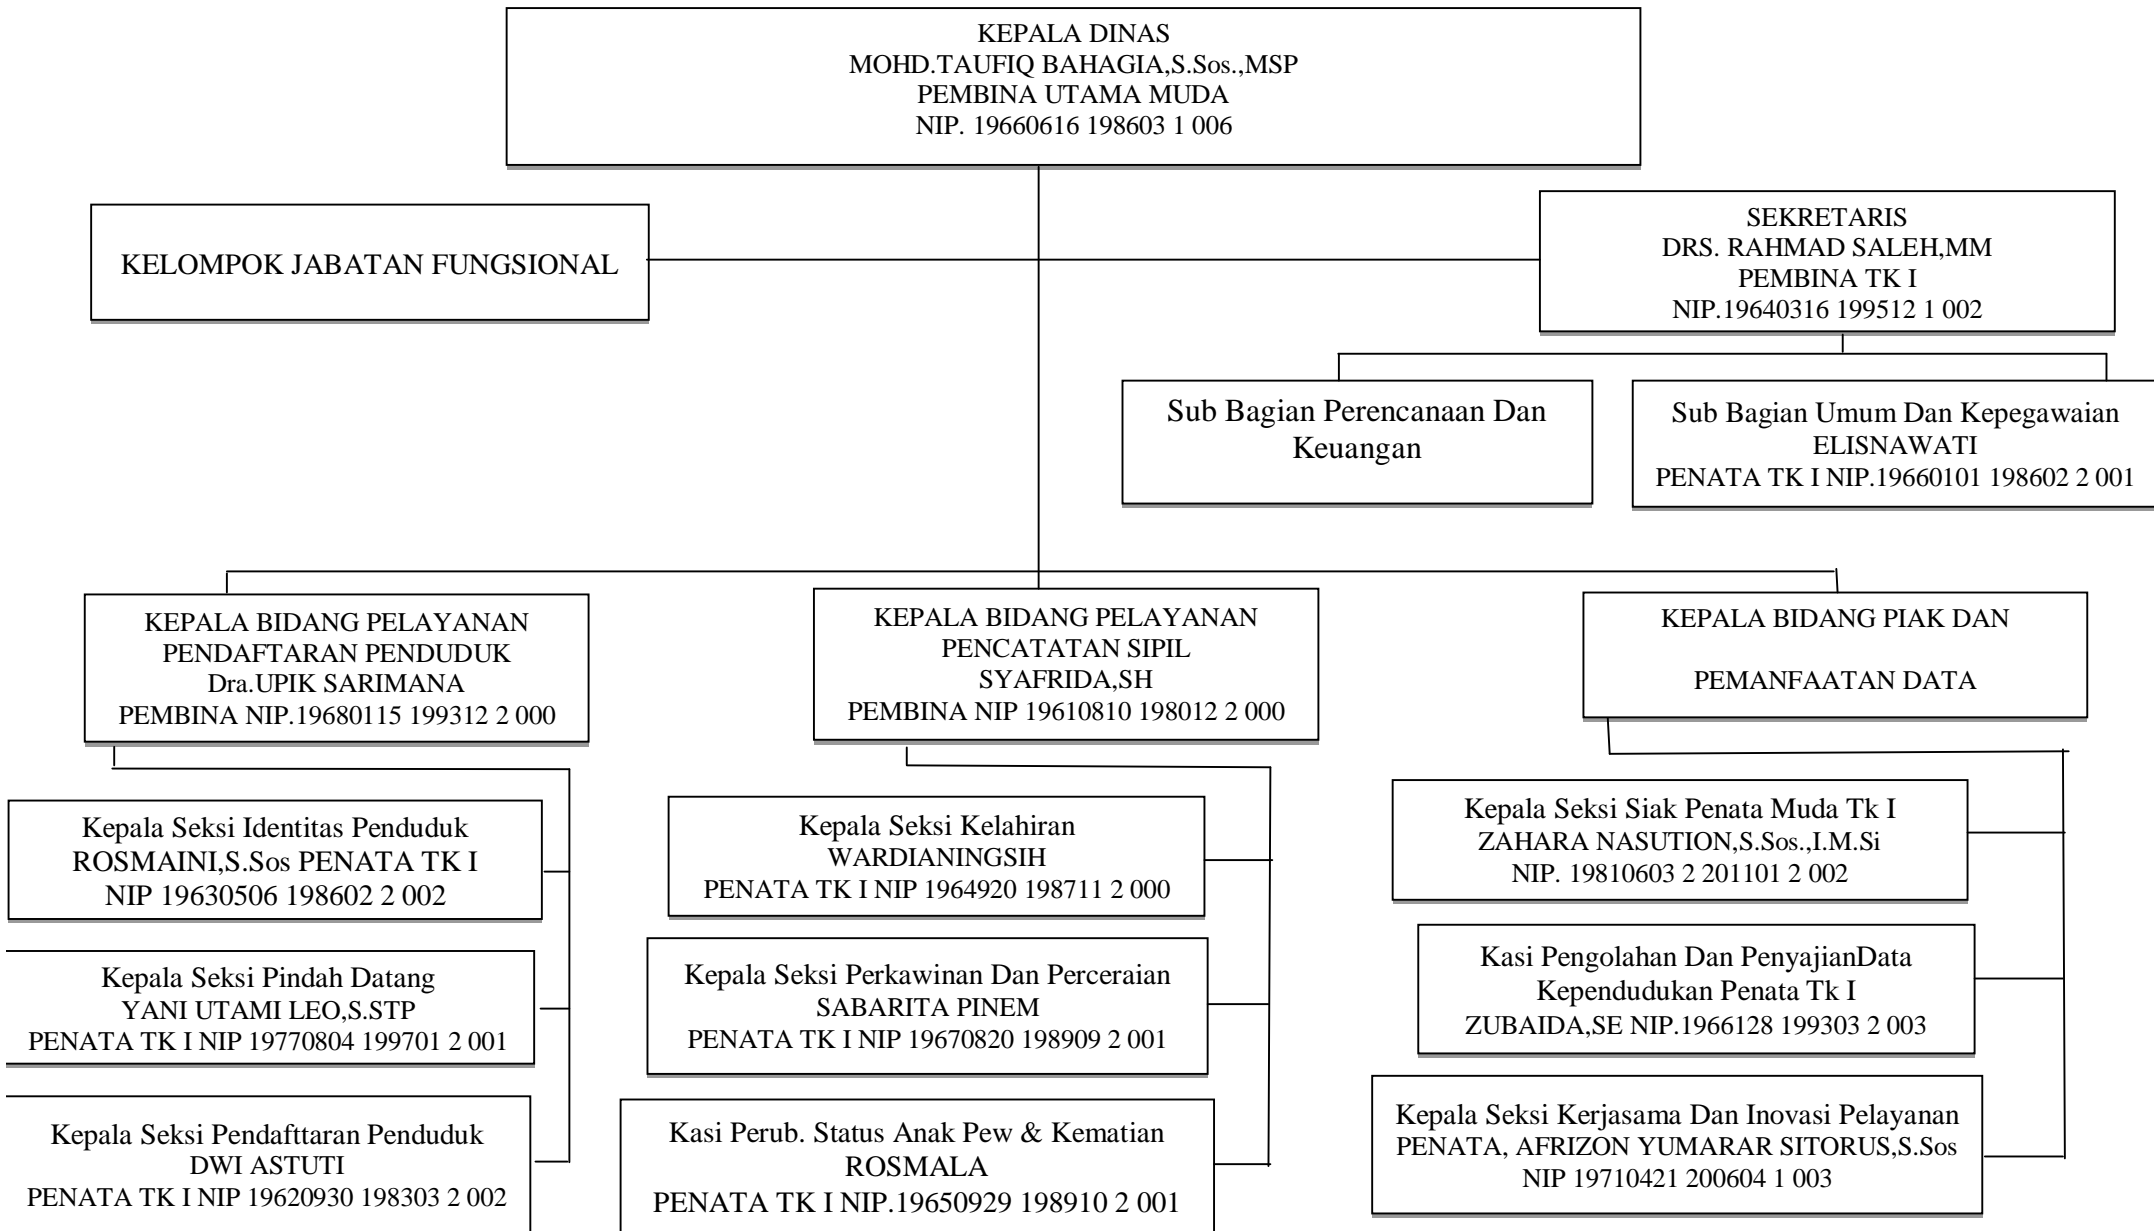 KEPALA DINAS
MOHD.TAUFIQ BAHAGIA,S.Sos.,MSP
PEMBINA UTAMA MUDA
NIP. 19660616 198603 1 006
KELOMPOK JABATAN FUNGSIONAL
SEKRETARIS
DRS. RAHMAD SALEH,MM
PEMBINA TK I
NIP.19640316 199512 1 002
Sub Bagian Perencanaan Dan
Keuangan
Sub Bagian Umum Dan Kepegawaian
ELISNAWATI
PENATA TK I NIP.19660101 198602 2 001
KEPALA BIDANG PELAYANAN
PENDAFTARAN PENDUDUK
Dra.UPIK SARIMANA
PEMBINA NIP.19680115 199312 2 000
KEPALA BIDANG PELAYANAN
PENCATATAN SIPIL
SYAFRIDA,SH
PEMBINA NIP 19610810 198012 2 000
KEPALA BIDANG PIAK DAN
PEMANFAATAN DATA
Kepala Seksi Identitas Penduduk
ROSMAINI,S.Sos PENATA TK I
NIP 19630506 198602 2 002
Kepala Seksi Pindah Datang
YANI UTAMI LEO,S.STP
PENATA TK I NIP 19770804 199701 2 001
Kepala Seksi Pendafttaran Penduduk
DWI ASTUTI
PENATA TK I NIP 19620930 198303 2 002
Kepala Seksi Kelahiran
WARDIANINGSIH
PENATA TK I NIP 1964920 198711 2 000
Kepala Seksi Perkawinan Dan Perceraian
SABARITA PINEM
PENATA TK I NIP 19670820 198909 2 001
Kasi Perub. Status Anak Pew & Kematian
ROSMALA
PENATA TK I NIP.19650929 198910 2 001
Kepala Seksi Siak Penata Muda Tk I
ZAHARA NASUTION,S.Sos.,I.M.Si
NIP. 19810603 2 201101 2 002
Kasi Pengolahan Dan PenyajianData
Kependudukan Penata Tk I
ZUBAIDA,SE NIP.1966128 199303 2 003
Kepala Seksi Kerjasama Dan Inovasi Pelayanan
PENATA, AFRIZON YUMARAR SITORUS,S.Sos
NIP 19710421 200604 1 003